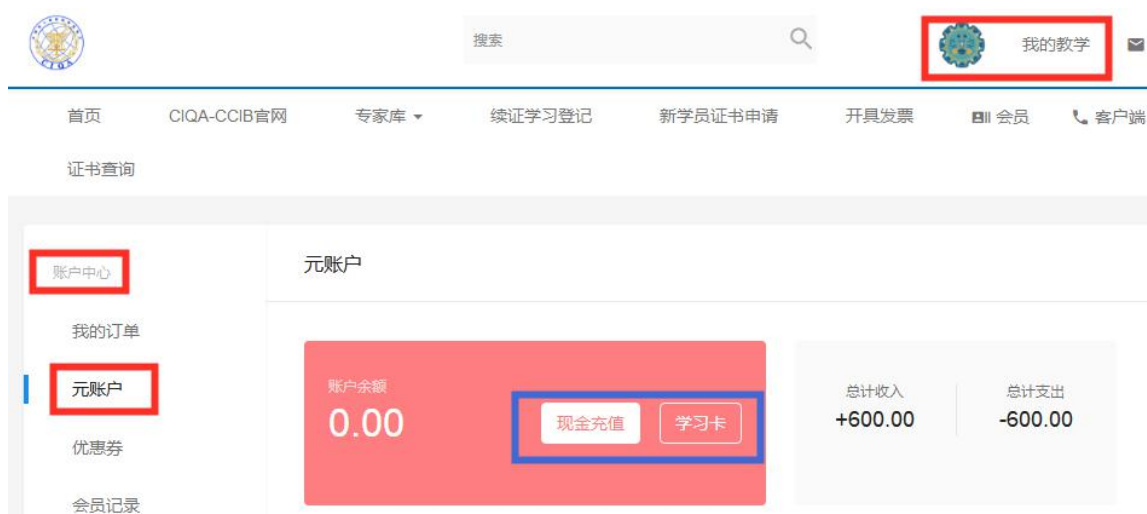 CIQA
搜索
我的教学
首页 CIQA-CCIB官网 专家库 续证学习登记 新学员证书申请 开具发票 会员 客户端
证书查询
账户中心
我的订单
元账户
优惠券
会员记录
元账户
账户余额
0.00
现金充值 学习卡
总计收入 总计支出
+600.00 -600.00